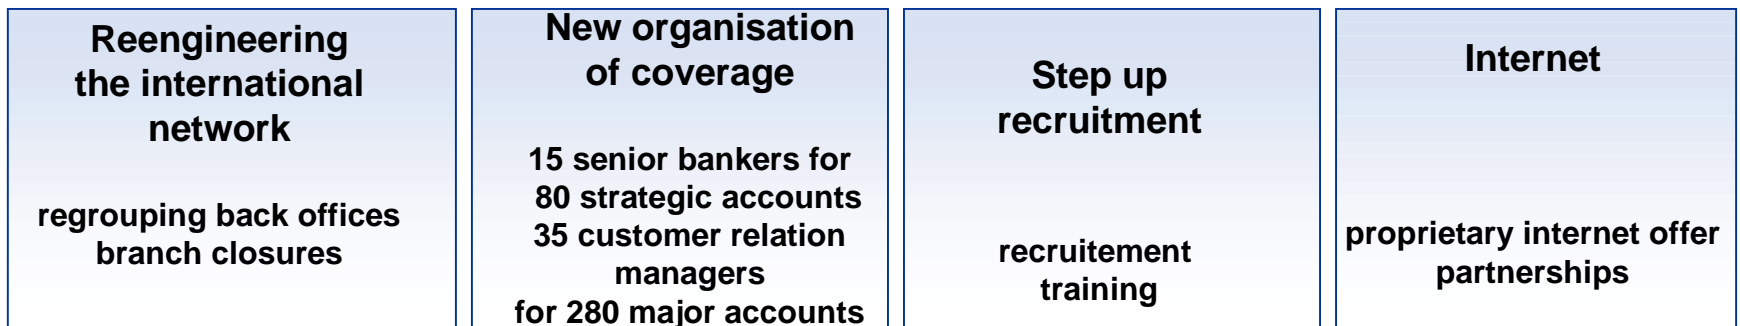 Reengineering
the international
network
regrouping back offices
branch closures
New organisation
of coverage
15 senior bankers for
80 strategic accounts
35 customer relation
managers
for 280 major accounts
Step up
recruitment
recruitement
training
Internet
proprietary internet offer
partnerships